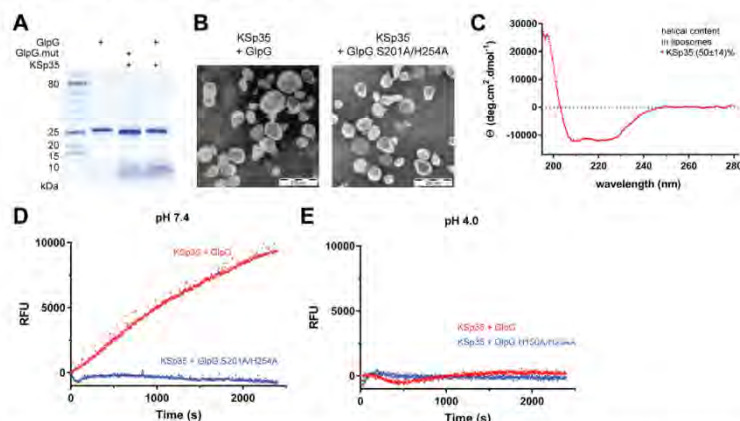 A
GlpG + +
GlpG.mut +
KSp35 + +
80
25
20
15
10
kDa
B
KSp35
+ GlpG
KSp35
+ GlpG S201A/H254A
C
30000
20000
10000
0
-10000
Θ (deg.cm2.dmol-1)
helical content
in liposomes
• KSp35 (50±14)%
200 220 240 260 280
wavelength (nm)
D
pH 7.4
10000
5000
0
RFU
KSp35 + GlpG
KSp35 + GlpG S201A/H254A
0 1000 2000
Time (s)
E
pH 4.0
10000
5000
0
RFU
KSp35 + GlpG
KSp35 + GlpG
0 1000 2000
Time (s)